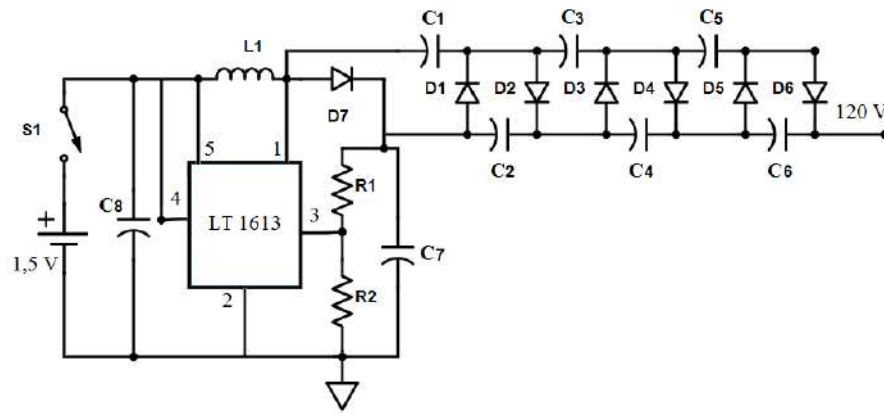 C1 C3 C5
L1
D1 D2 D3 D4 D5 D6
D7
120 V
S1
5 1
C2 C4 C6
R1
C8 4 LT 1613 3
C7
+
1,5 V
2
R2